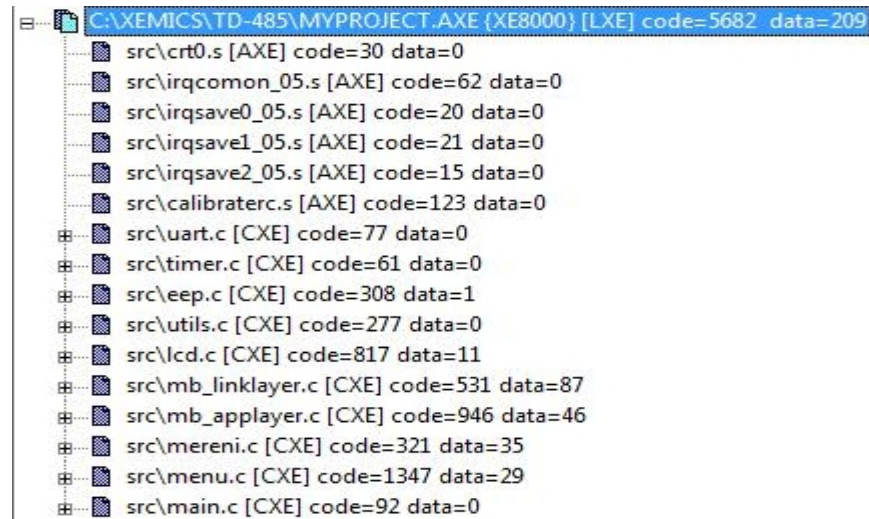 C:\XEMICS\TD-485\MYPROJECT.AXE {XE8000} [LXE] code=5682 data=209
src\crt0.s [AXE] code=30 data=0
src\irqcomon_05.s [AXE] code=62 data=0
src\irqsave0_05.s [AXE] code=20 data=0
src\irqsave1_05.s [AXE] code=21 data=0
src\irqsave2_05.s [AXE] code=15 data=0
src\calibraterc.s [AXE] code=123 data=0
src\uart.c [CXE] code=77 data=0
src\timer.c [CXE] code=61 data=0
src\eep.c [CXE] code=308 data=1
src\utils.c [CXE] code=277 data=0
src\lcd.c [CXE] code=817 data=11
src\mb_linklayer.c [CXE] code=531 data=87
src\mb_applayer.c [CXE] code=946 data=46
src\mereni.c [CXE] code=321 data=35
src\menu.c [CXE] code=1347 data=29
src\main.c [CXE] code=92 data=0